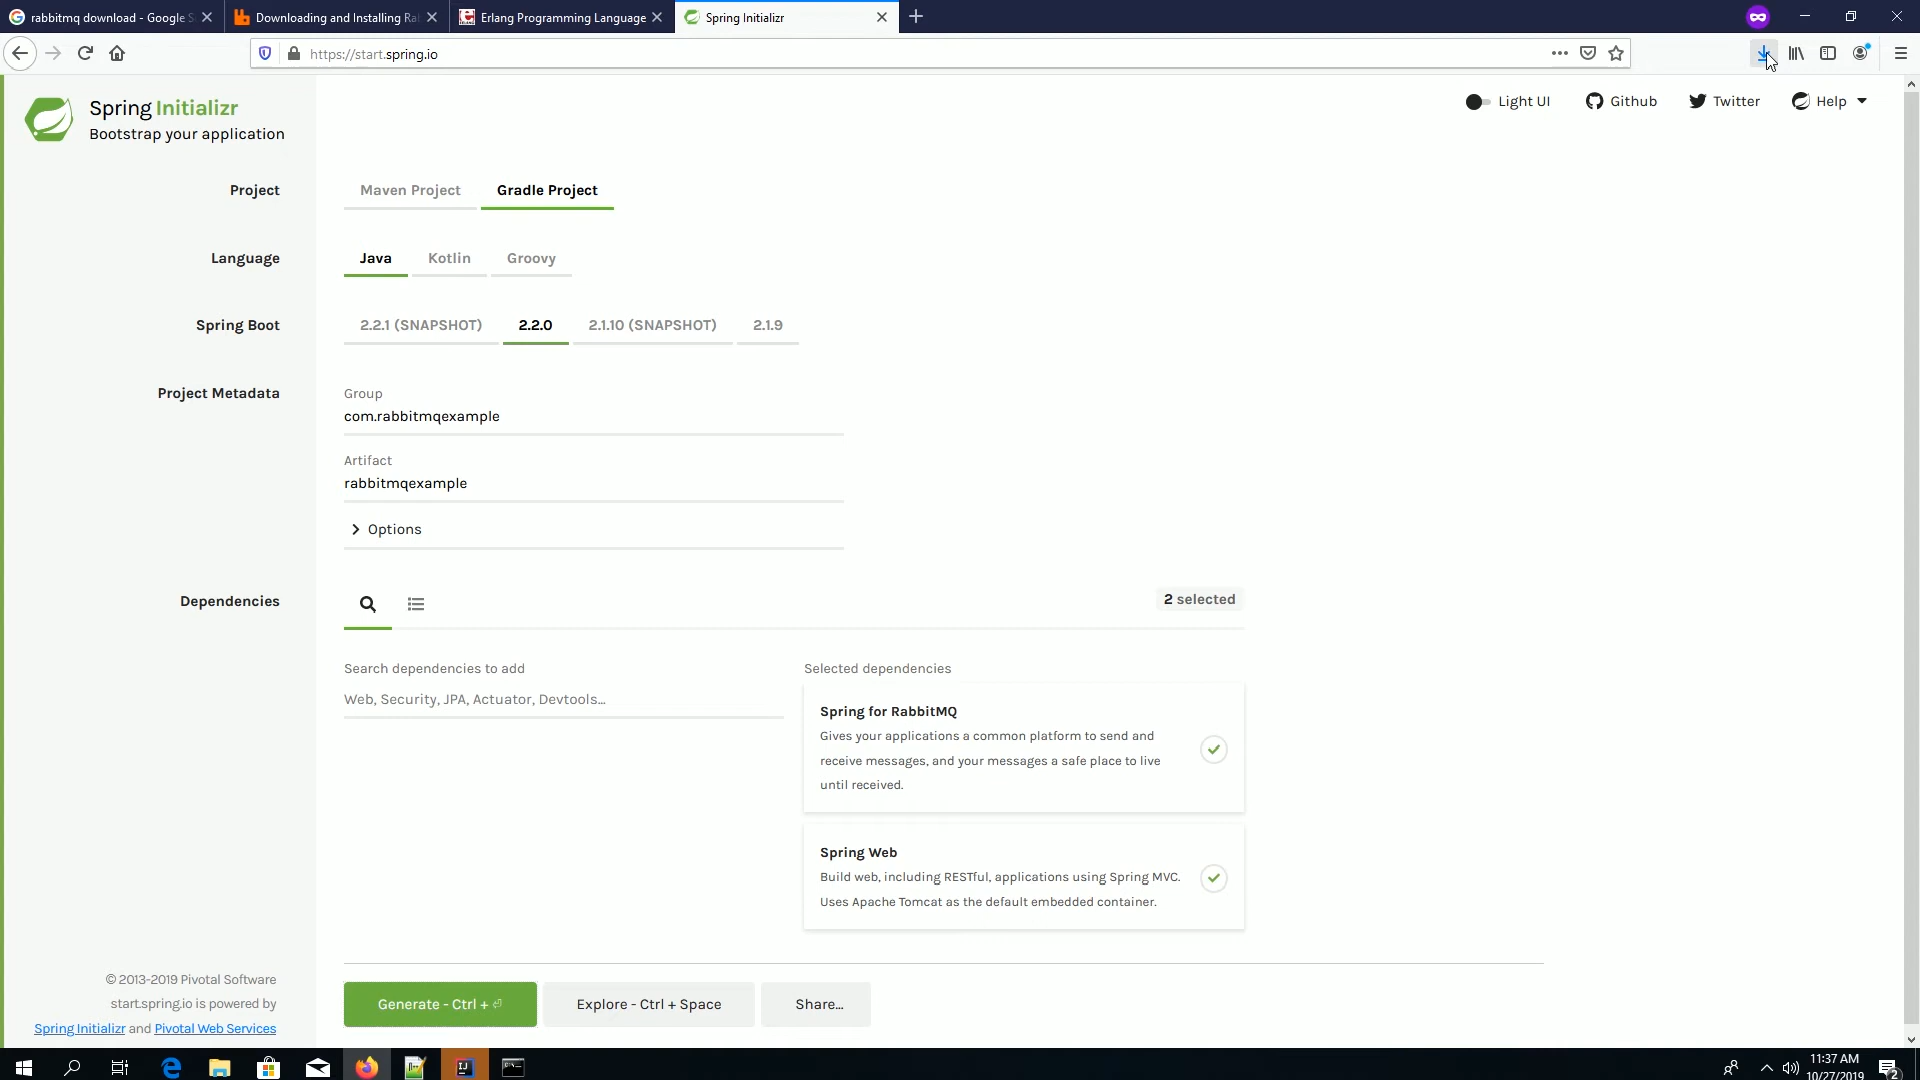 rabbitmq download - Google S
Downloading and Installing Ra
Erlang Programming Language
Spring Initializr
https://start.spring.io
Spring Initializr
Bootstrap your application
Light UI
Github
Twitter
Help
Project
Maven Project
Gradle Project
Language
Java
Kotlin
Groovy
Spring Boot
2.2.1 (SNAPSHOT)
2.2.0
2.1.10 (SNAPSHOT)
2.1.9
Project Metadata
Group
com.rabbitmqexample
Artifact
rabbitmqexample
Options
Dependencies
2 selected
Search dependencies to add
Web, Security, JPA, Actuator, Devtools...
Selected dependencies
Spring for RabbitMQ
Gives your applications a common platform to send and
receive messages, and your messages a safe place to live
until received.
Spring Web
Build web, including RESTful, applications using Spring MVC.
Uses Apache Tomcat as the default embedded container.
© 2013-2019 Pivotal Software
start.spring.io is powered by
Spring Initializr and Pivotal Web Services
Generate - Ctrl + ⏎
Explore - Ctrl + Space
Share...
IJ
11:37 AM
10/27/2019
2